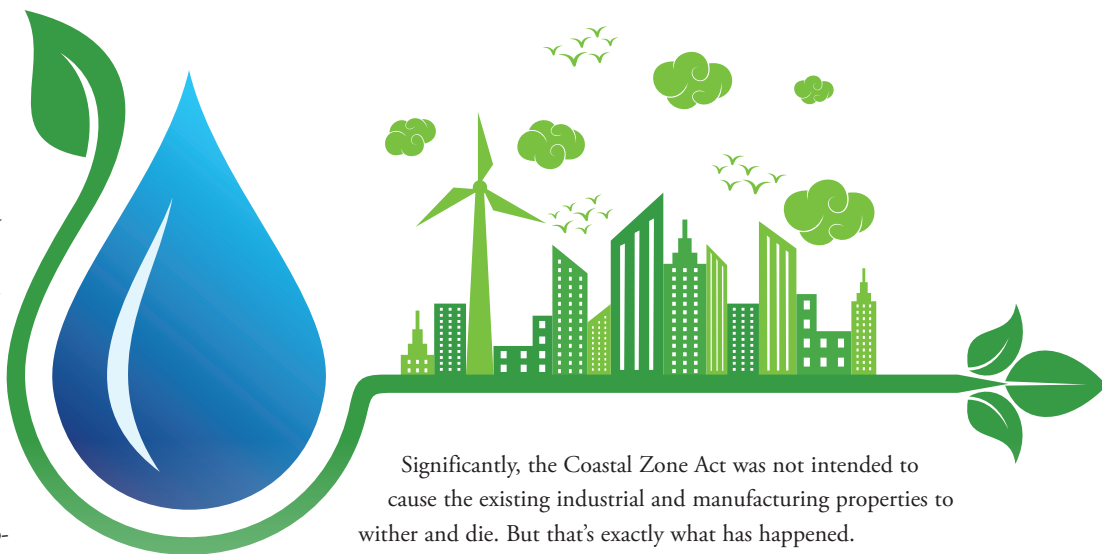 Significantly, the Coastal Zone Act was not intended to
cause the existing industrial and manufacturing properties to
wither and die. But that’s exactly what has happened.